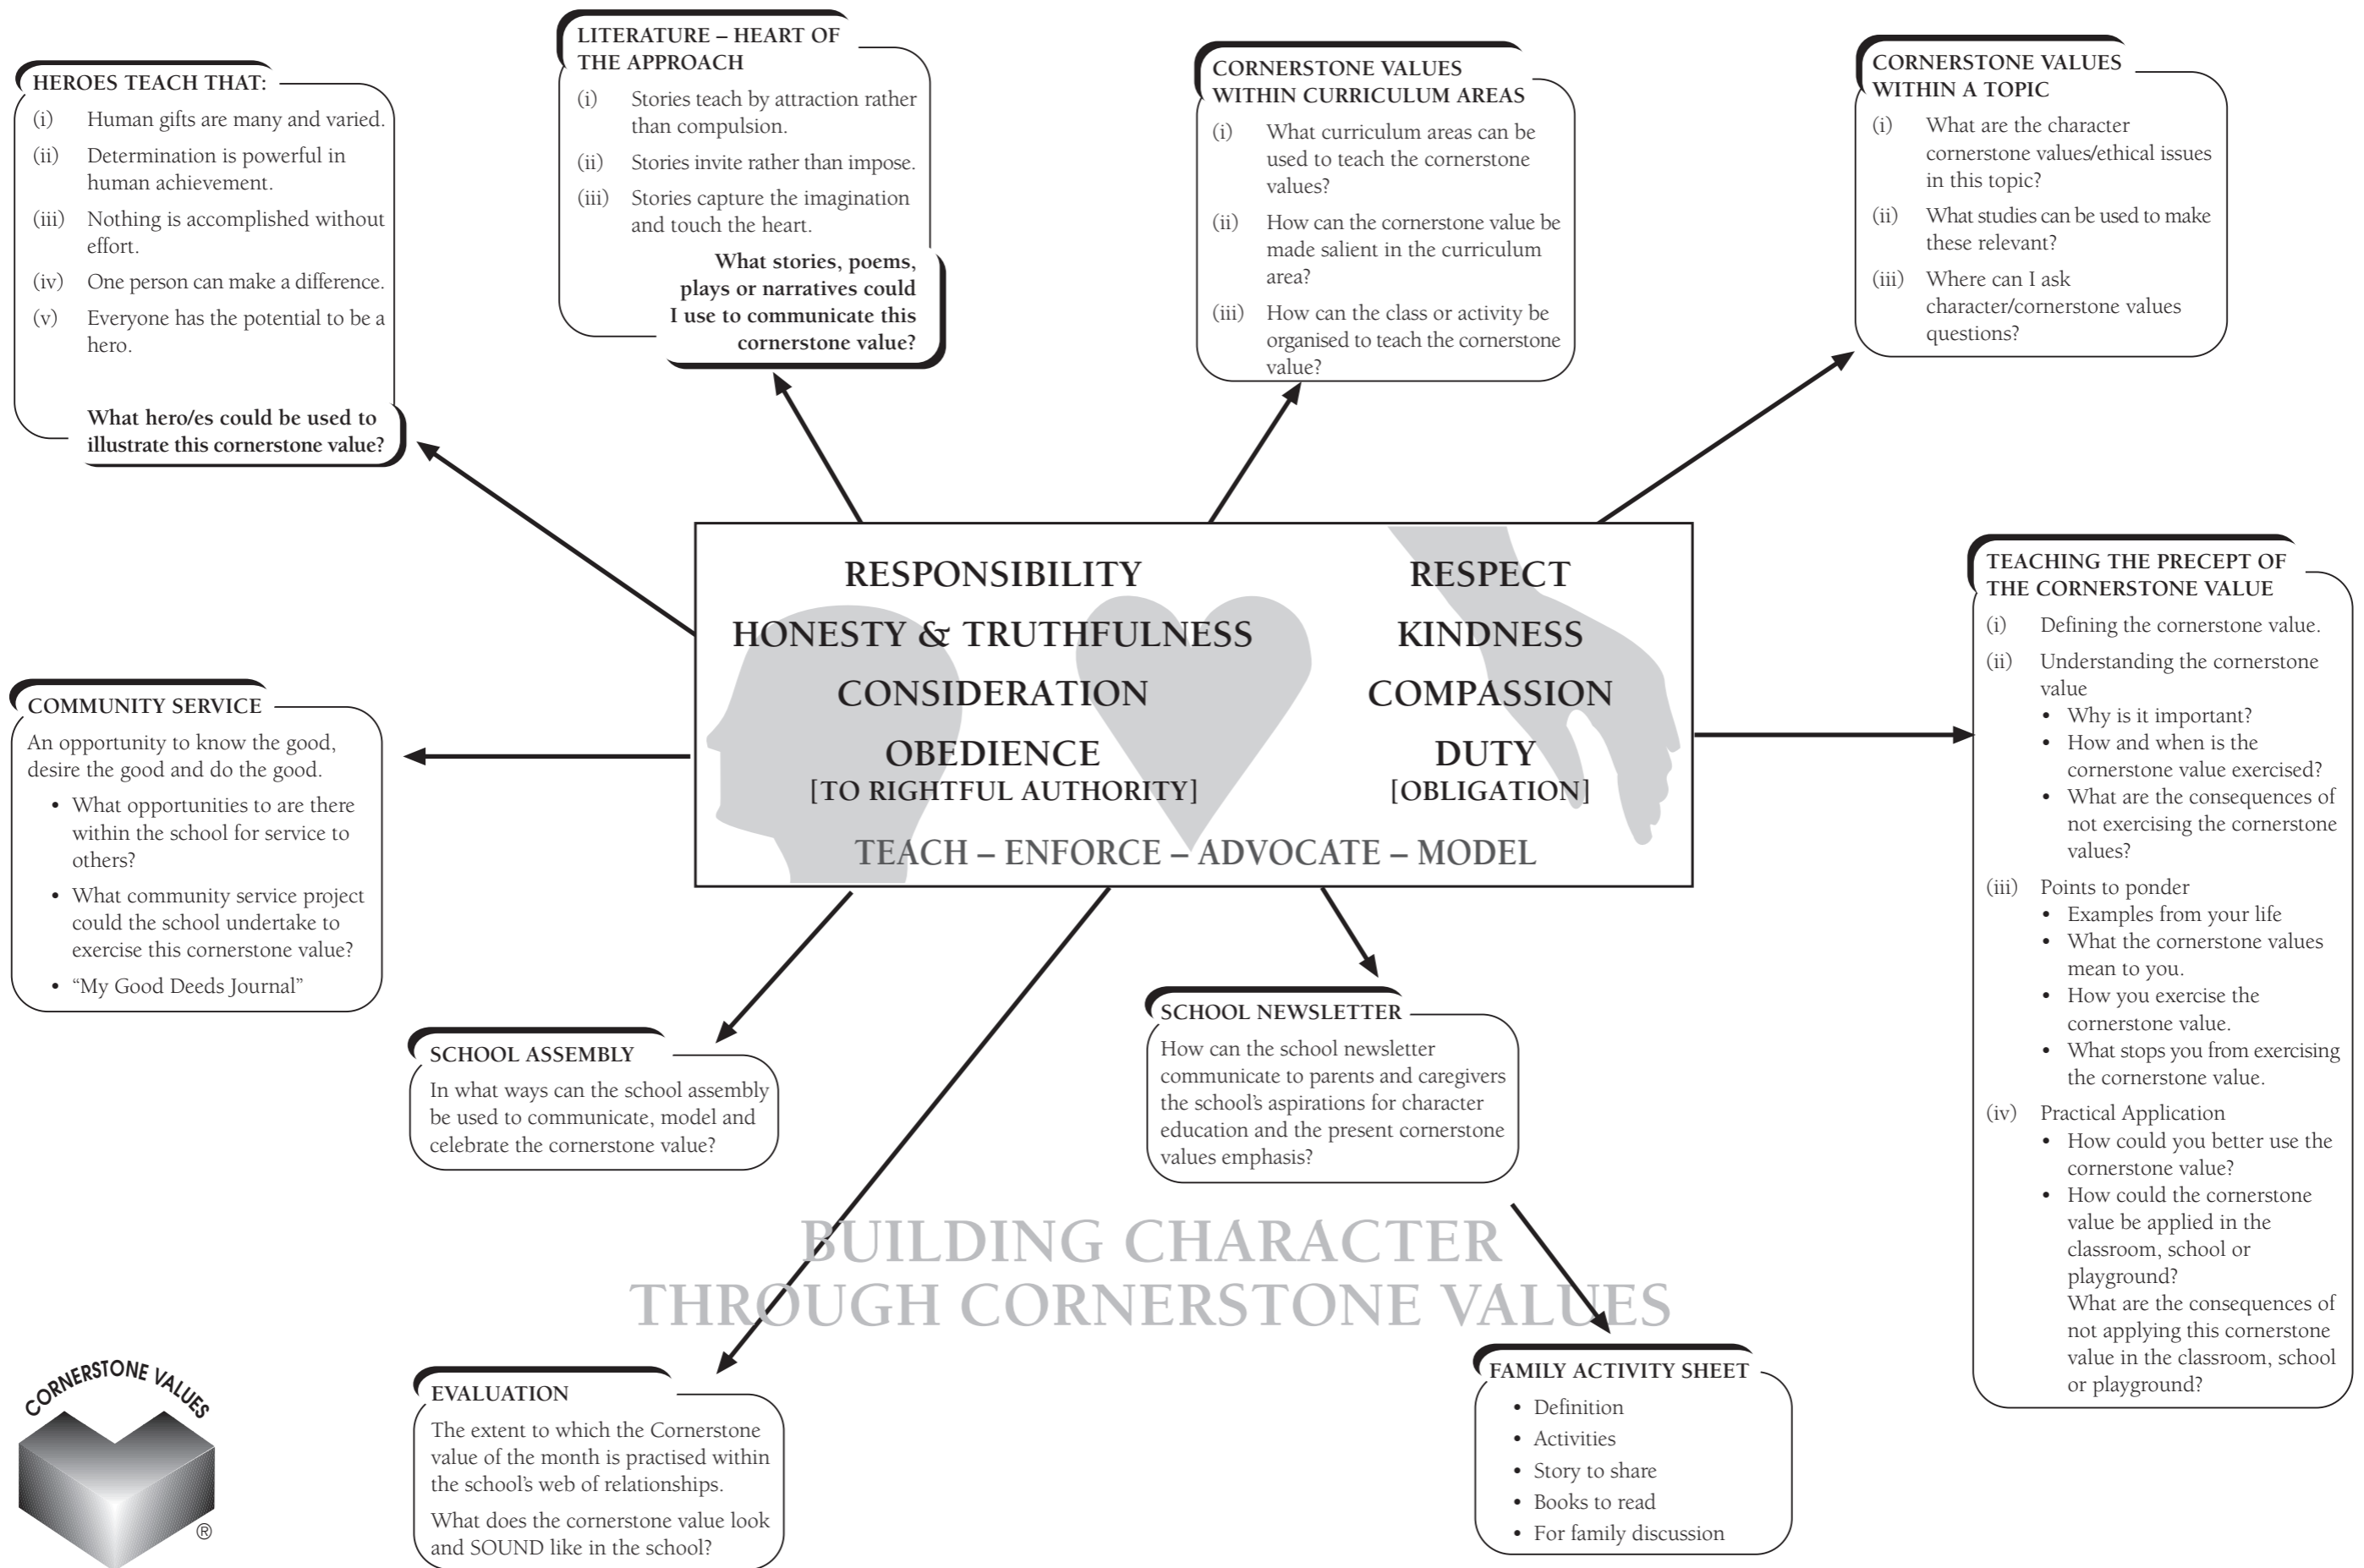 HEROES TEACH THAT:
(i) Human gifts are many and varied.
(ii) Determination is powerful in
human achievement.
(iii) Nothing is accomplished without
effort.
(iv) One person can make a difference.
(v) Everyone has the potential to be a
hero.
What hero/es could be used to
illustrate this cornerstone value?
LITERATURE – HEART OF
THE APPROACH
(i) Stories teach by attraction rather
than compulsion.
(ii) Stories invite rather than impose.
(iii) Stories capture the imagination
and touch the heart.
What stories, poems,
plays or narratives could
I use to communicate this
cornerstone value?
CORNERSTONE VALUES
WITHIN CURRICULUM AREAS
(i) What curriculum areas can be
used to teach the cornerstone
values?
(ii) How can the cornerstone value be
made salient in the curriculum
area?
(iii) How can the class or activity be
organised to teach the cornerstone
value?
CORNERSTONE VALUES
WITHIN A TOPIC
(i) What are the character
cornerstone values/ethical issues
in this topic?
(ii) What studies can be used to make
these relevant?
(iii) Where can I ask
character/cornerstone values
questions?
RESPONSIBILITY
HONESTY & TRUTHFULNESS
CONSIDERATION
OBEDIENCE
[TO RIGHTFUL AUTHORITY]
RESPECT
KINDNESS
COMPASSION
DUTY
[OBLIGATION]
TEACH – ENFORCE – ADVOCATE – MODEL
TEACHING THE PRECEPT OF
THE CORNERSTONE VALUE
(i) Defining the cornerstone value.
(ii) Understanding the cornerstone
value
• Why is it important?
• How and when is the
cornerstone value exercised?
• What are the consequences of
not exercising the cornerstone
values?
(iii) Points to ponder
• Examples from your life
• What the cornerstone values
mean to you.
• How you exercise the
cornerstone value.
• What stops you from exercising
the cornerstone value.
(iv) Practical Application
• How could you better use the
cornerstone value?
• How could the cornerstone
value be applied in the
classroom, school or
playground?
What are the consequences of
not applying this cornerstone
value in the classroom, school
or playground?
COMMUNITY SERVICE
An opportunity to know the good,
desire the good and do the good.
• What opportunities to are there
within the school for service to
others?
• What community service project
could the school undertake to
exercise this cornerstone value?
• “My Good Deeds Journal”
SCHOOL ASSEMBLY
In what ways can the school assembly
be used to communicate, model and
celebrate the cornerstone value?
SCHOOL NEWSLETTER
How can the school newsletter
communicate to parents and caregivers
the school’s aspirations for character
education and the present cornerstone
values emphasis?
BUILDING CHARACTER
THROUGH CORNERSTONE VALUES
EVALUATION
The extent to which the Cornerstone
value of the month is practised within
the school’s web of relationships.
What does the cornerstone value look
and SOUND like in the school?
FAMILY ACTIVITY SHEET
• Definition
• Activities
• Story to share
• Books to read
• For family discussion
CORNERSTONE VALUES
®